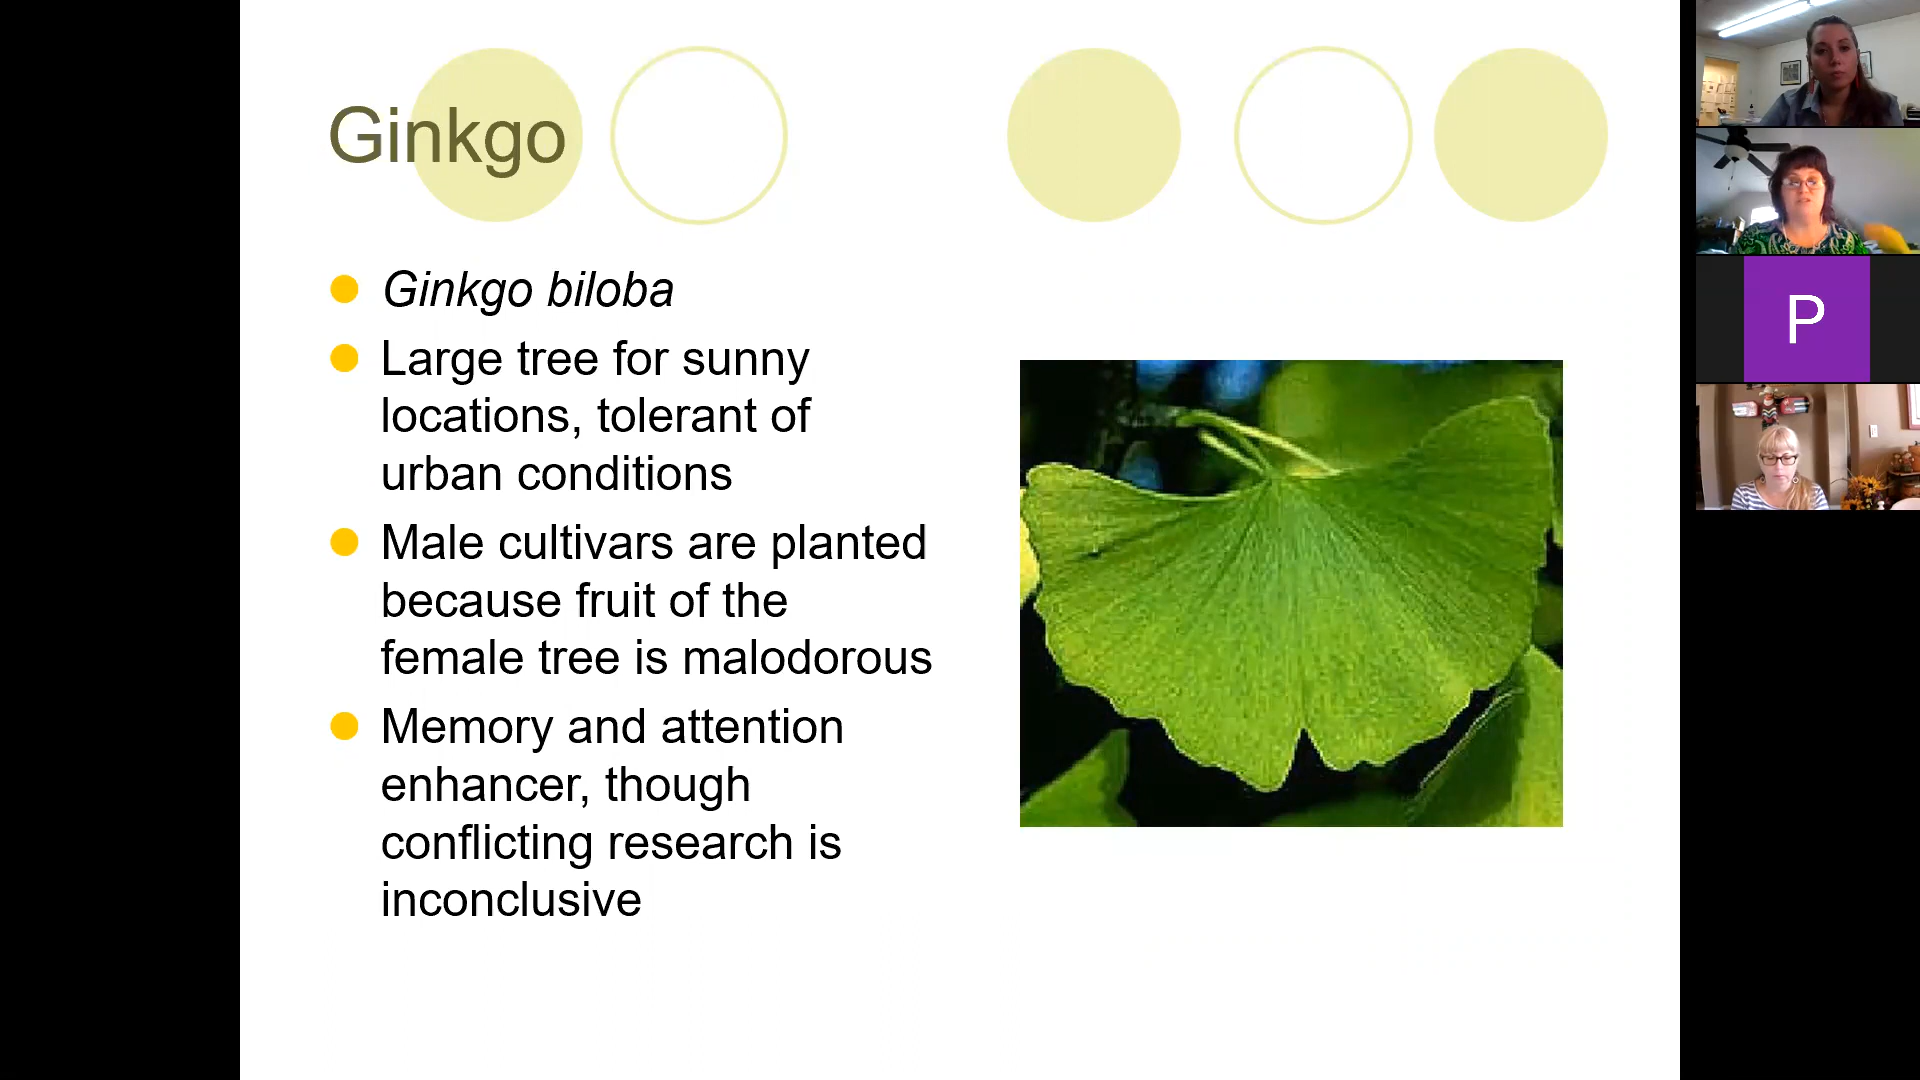 Ginkgo
Ginkgo biloba
Large tree for sunny
locations, tolerant of
urban conditions
Male cultivars are planted
because fruit of the
female tree is malodorous
Memory and attention
enhancer, though
conflicting research is
inconclusive
P